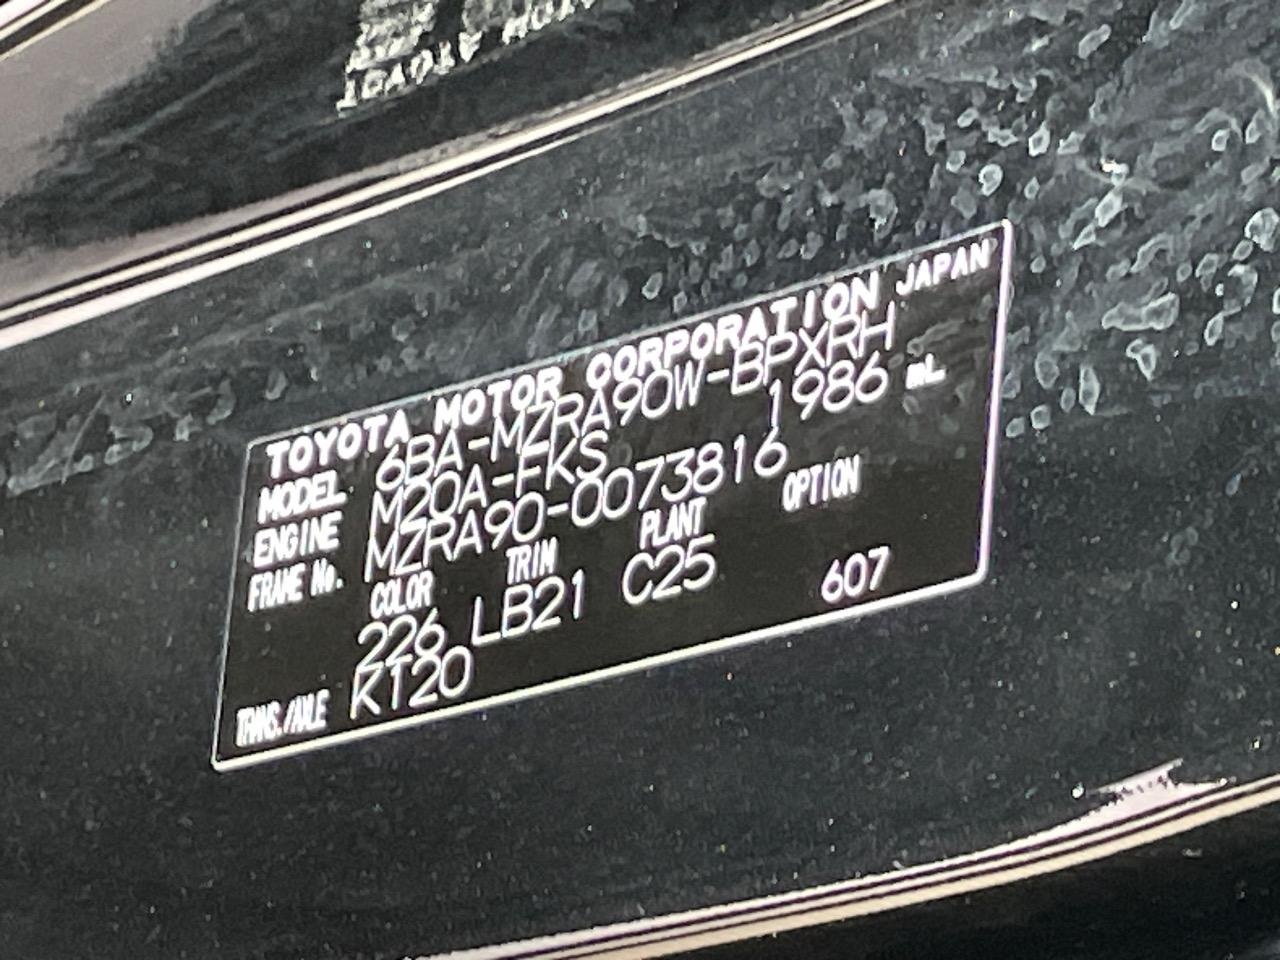 TOYOTA MOTOR CORPORATION JAPAN
MODEL 6BA-MZRA90W-BPXRH
ENGINE M20A-FKS 1986 mL
FRAME No. MZRA90-0073816
COLOR TRIM PLANT OPTION
226 LB21 C25 607
TRANS./AXLE K120